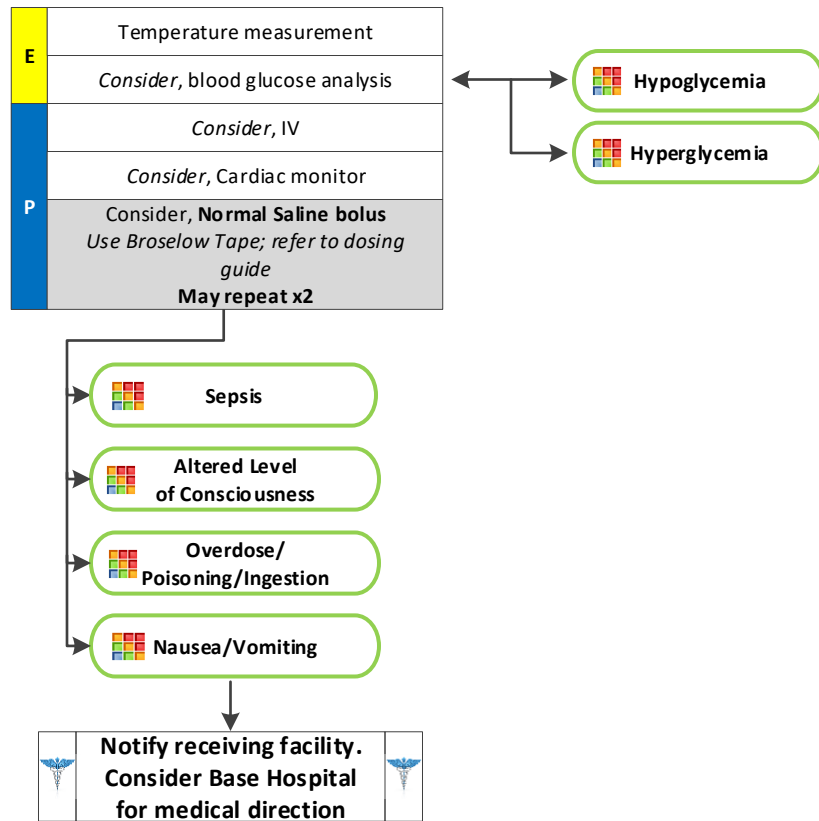 E
Temperature measurement
Consider, blood glucose analysis
Hypoglycemia
Hyperglycemia
P
Consider, IV
Consider, Cardiac monitor
Consider, Normal Saline bolus
Use Broselow Tape; refer to dosing
guide
May repeat x2
Sepsis
Altered Level
of Consciousness
Overdose/
Poisoning/Ingestion
Nausea/Vomiting
Notify receiving facility.
Consider Base Hospital
for medical direction